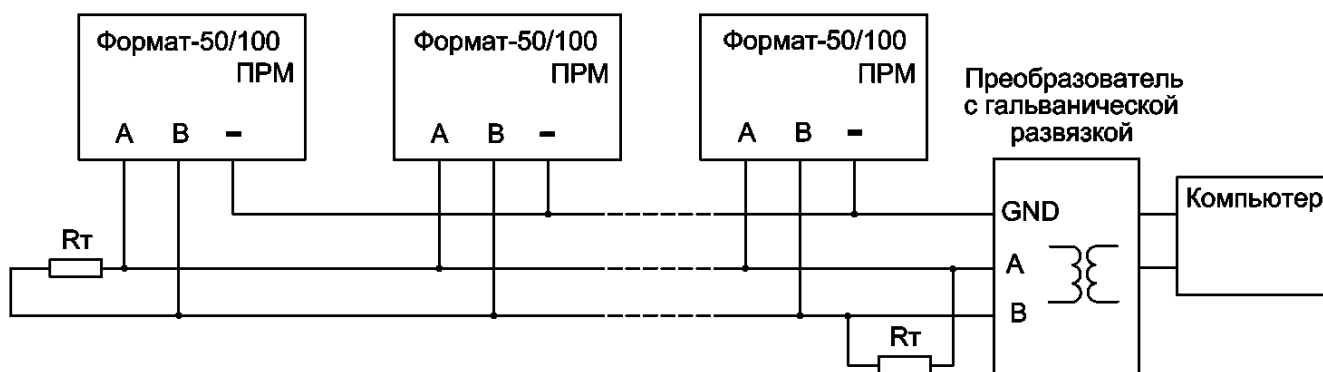 Формат-50/100
ПРМ
A B -
Формат-50/100
ПРМ
A B -
Формат-50/100
ПРМ
A B -
Преобразователь
с гальванической
развязкой
GND
A
B
Компьютер
Rт
Rт